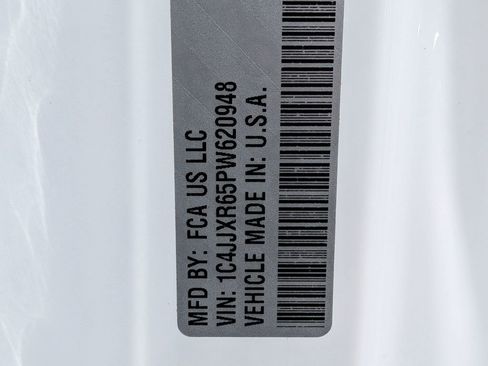 MFD BY: FCA US LLC
VIN: 1C4JJXR65PW620948
VEHICLE MADE IN: U.S.A.